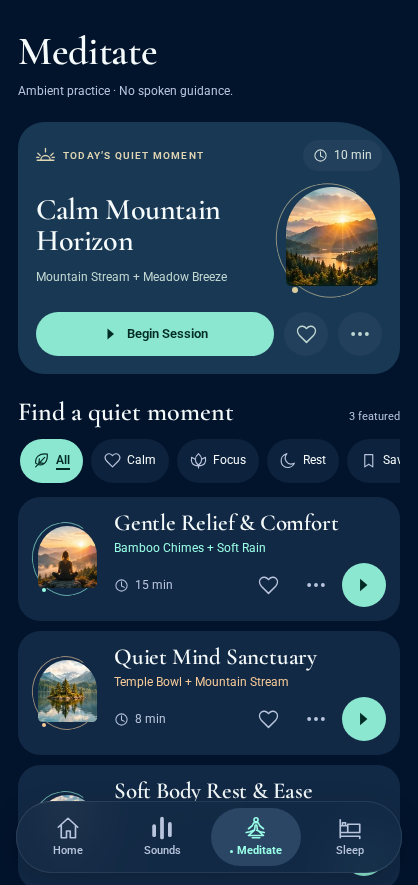 Meditate
Ambient practice · No spoken guidance.
TODAY'S QUIET MOMENT
10 min
Calm Mountain
Horizon
Mountain Stream + Meadow Breeze
Begin Session
Find a quiet moment
3 featured
All
Calm
Focus
Rest
Gentle Relief & Comfort
Bamboo Chimes + Soft Rain
15 min
Quiet Mind Sanctuary
Temple Bowl + Mountain Stream
8 min
Soft Body Rest & Ease
Home
Sounds
Meditate
Sleep